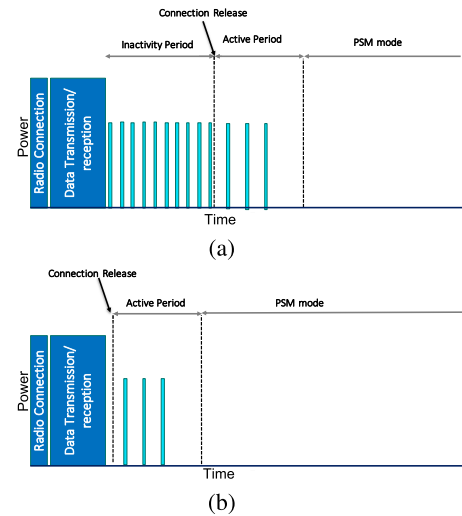 Connection Release
Inactivity Period
Active Period
PSM mode
Power
Radio Connection
Data Transmission/
reception
Time
(a)
Connection Release
Active Period
PSM mode
Power
Radio Connection
Data Transmission/
reception
Time
(b)